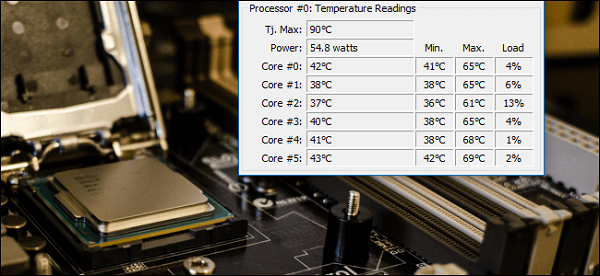 Processor #0: Temperature Readings
Tj. Max: 90°C
Power: 54.8 watts Min. Max. Load
Core #0: 42°C 41°C 65°C 4%
Core #1: 38°C 38°C 65°C 6%
Core #2: 37°C 36°C 61°C 13%
Core #3: 40°C 38°C 65°C 4%
Core #4: 41°C 38°C 68°C 1%
Core #5: 43°C 42°C 69°C 2%